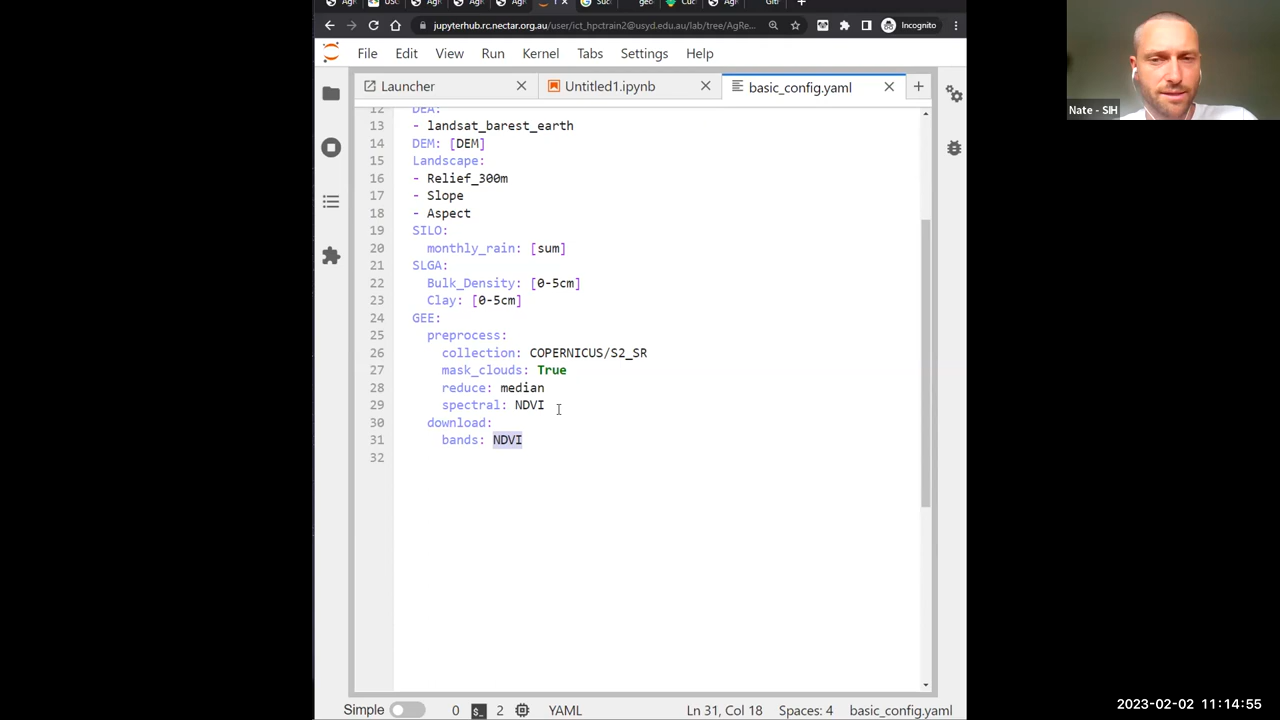 Incognito
jupyterhub.rc.nectar.org.au/user/ict_hpctrain2@usyd.edu.au/lab/tree/AgRe...
File Edit View Run Kernel Tabs Settings Help
Launcher Untitled1.ipynb basic_config.yaml
12 DEA:
13 - landsat_barest_earth
14 DEM: [DEM]
15 Landscape:
16 - Relief_300m
17 - Slope
18 - Aspect
19 SILO:
20 monthly_rain: [sum]
21 SLGA:
22 Bulk_Density: [0-5cm]
23 Clay: [0-5cm]
24 GEE:
25 preprocess:
26 collection: COPERNICUS/S2_SR
27 mask_clouds: True
28 reduce: median
29 spectral: NDVI
30 download:
31 bands: NDVI
32
Simple 0 2 YAML Ln 31, Col 18 Spaces: 4 basic_config.yaml
Nate - SIH
2023-02-02 11:14:55